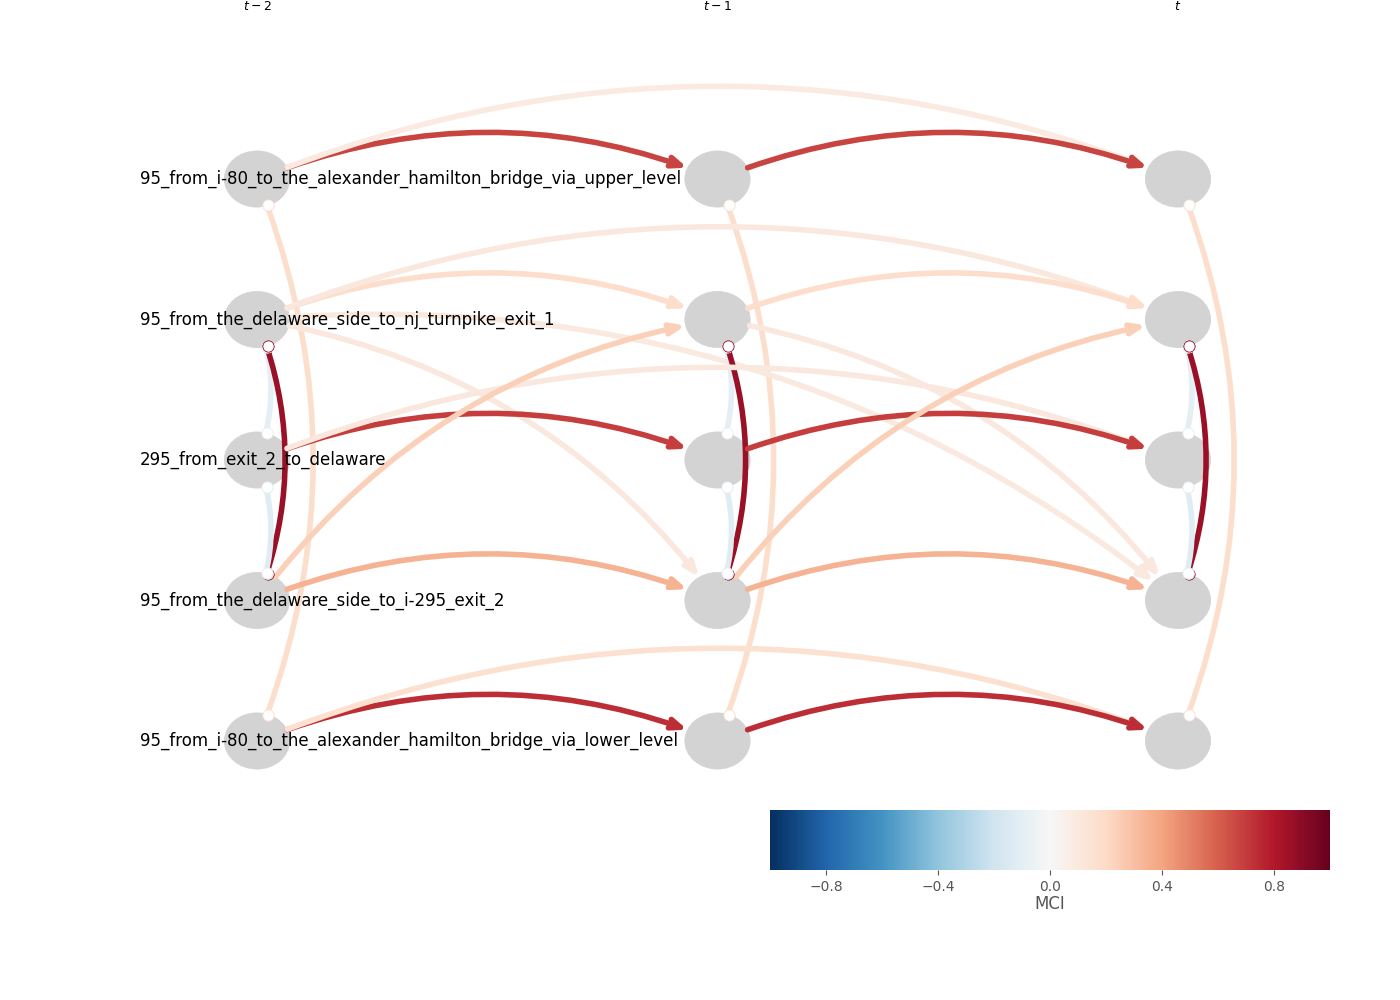 t − 2
t − 1
t
95_from_i-80_to_the_alexander_hamilton_bridge_via_upper_level
95_from_the_delaware_side_to_nj_turnpike_exit_1
295_from_exit_2_to_delaware
95_from_the_delaware_side_to_i-295_exit_2
95_from_i-80_to_the_alexander_hamilton_bridge_via_lower_level
−0.8
−0.4
0.0
0.4
0.8
MCI